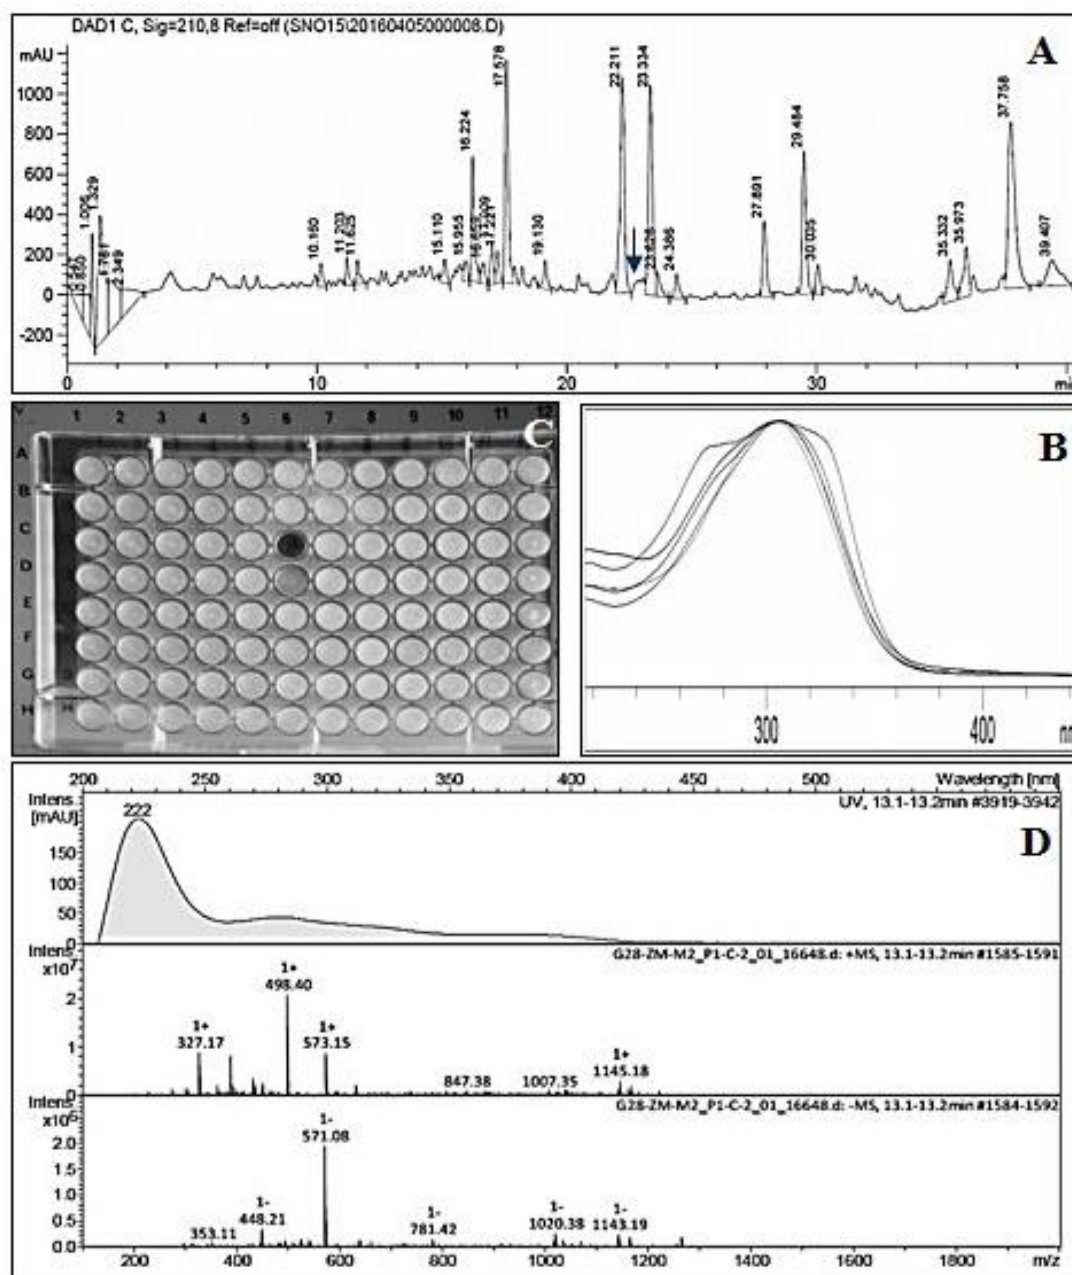 DAD1 C, Sig=210,8 Ref=off (SNO15\20160405000008.D)
A
mAU
1000
800
600
400
200
0
-200
1.006
1.329
2.349
10.160
11.203
11.625
15.110
15.955
16.224
17.221
17.578
19.130
22.211
23.334
23.626
24.386
27.891
29.484
30.035
35.332
35.973
37.758
39.407
0 10 20 30
C
1 2 3 4 5 6 7 8 9 10 11 12
A
B
C
D
E
F
G
H
H
B
300 400
200 250 300 350 400 450 500 Wavelength [nm]
Intens.
[mAU]
222
UV, 13.1-13.2min #3919-3942
D
150
100
50
0
Intens.
x10⁷
G28-ZM-M2_P1-C-2_01_16648.d: +MS, 13.1-13.2min #1585-1591
2
1
0
1+
327.17
1+
498.40
1+
573.15
847.38
1007.35
1+
1145.18
Intens.
G28-ZM-M2_P1-C-2_01_16648.d: -MS, 13.1-13.2min #1584-1592
2.0
1.5
1.0
0.5
0.0
353.11
1-
448.21
1-
571.08
1-
781.42
1-
1020.38
1-
1143.19
200 400 600 800 1000 1200 1400 1600 1800 m/z